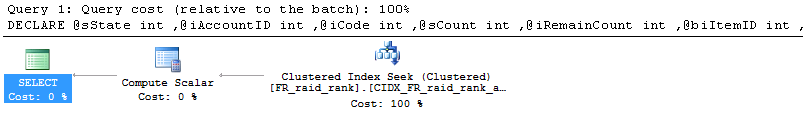 Query 1: Query cost (relative to the batch): 100%
DECLARE @sState int ,@iAccountID int ,@iCode int ,@sCount int ,@iRemainCount int ,@biItemID int ,
SELECT
Cost: 0 %
Compute Scalar
Cost: 0 %
Clustered Index Seek (Clustered)
[FR_raid_rank].[CIDX_FR_raid_rank_a…
Cost: 100 %